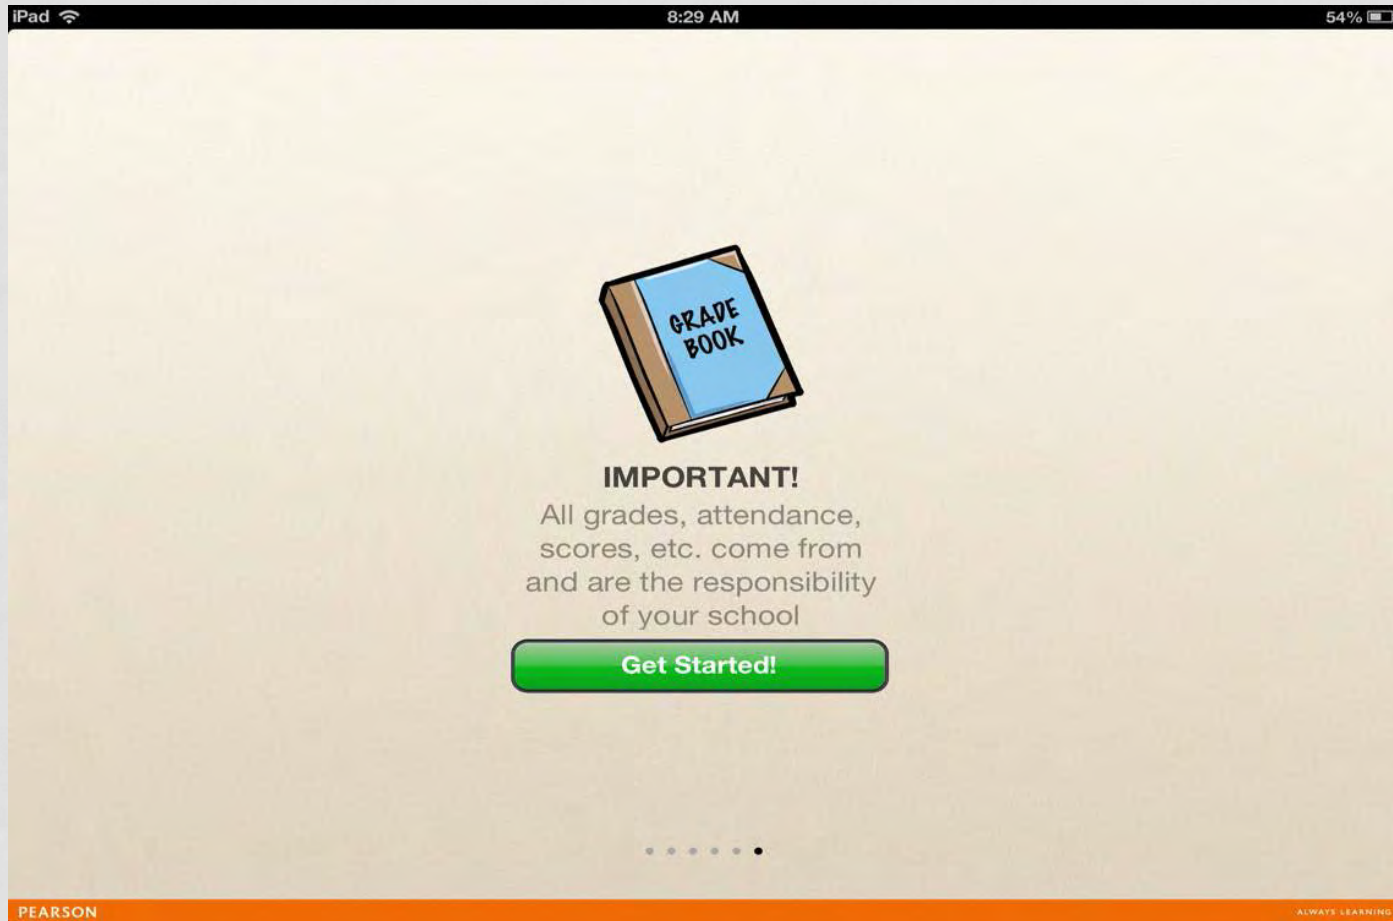 iPad
8:29 AM
54%
GRADE
BOOK
IMPORTANT!
All grades, attendance,
scores, etc. come from
and are the responsibility
of your school
Get Started!
PEARSON
ALWAYS LEARNING